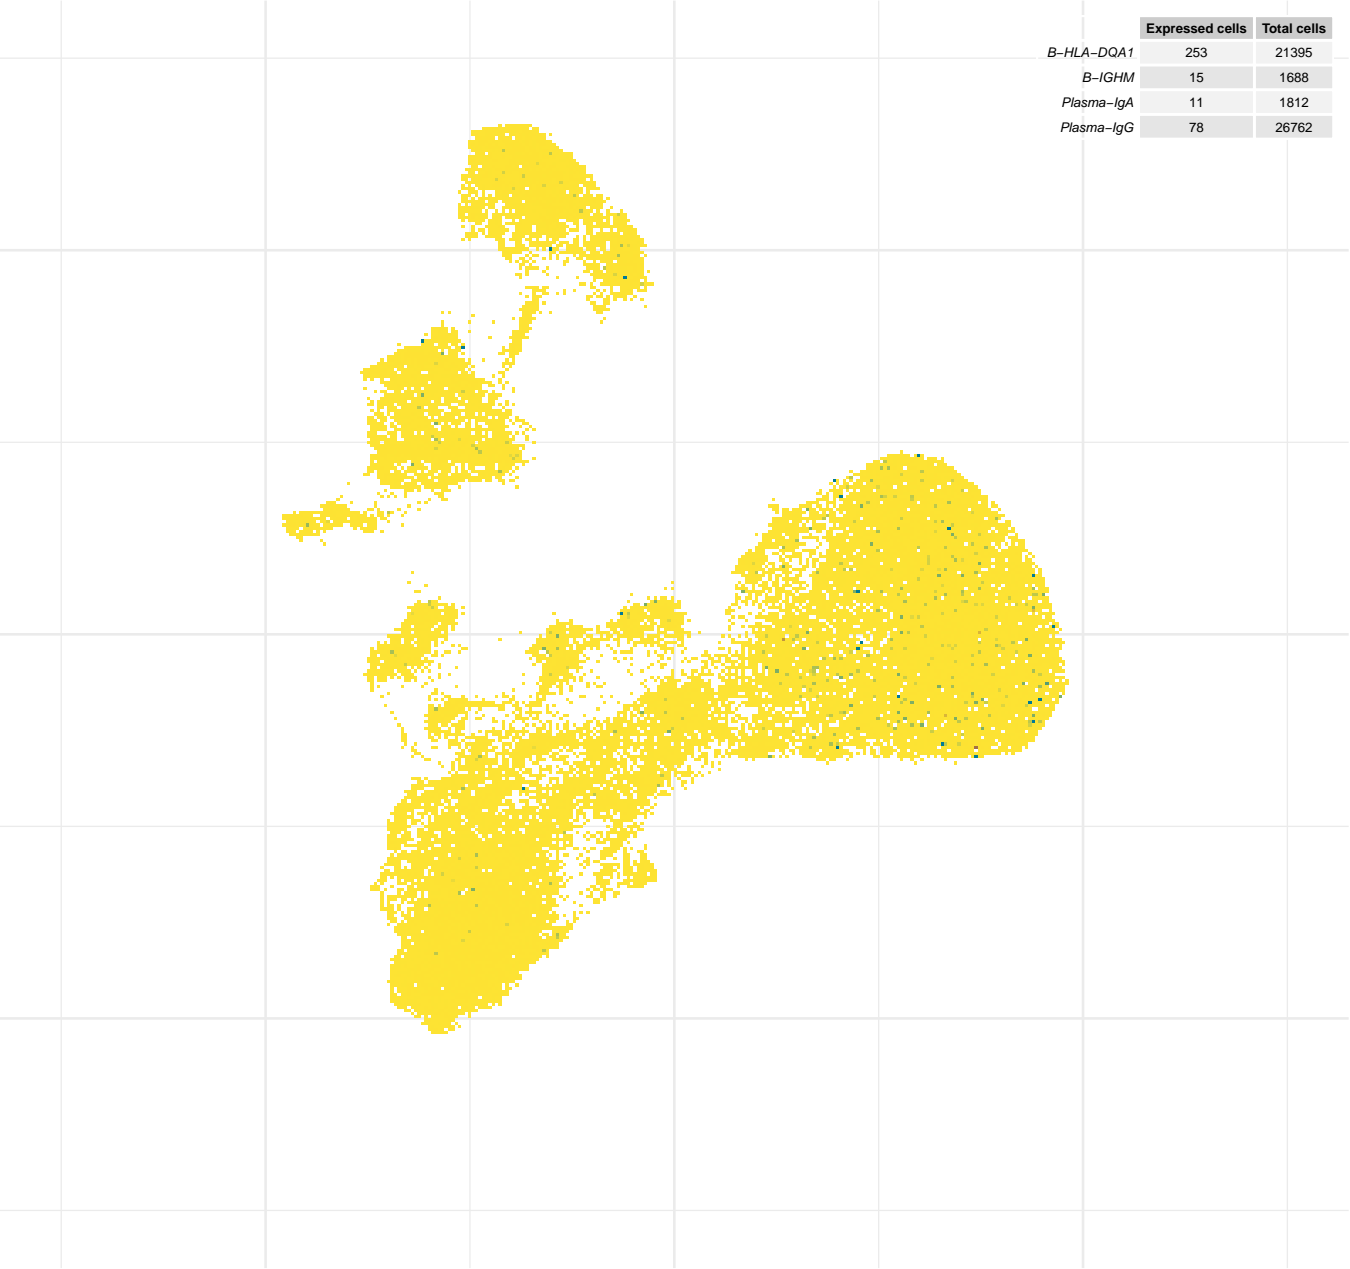 Expressed cells Total cells
B−HLA−DQA1 253 21395
B−IGHM 15 1688
Plasma−IgA 11 1812
Plasma−IgG 78 26762